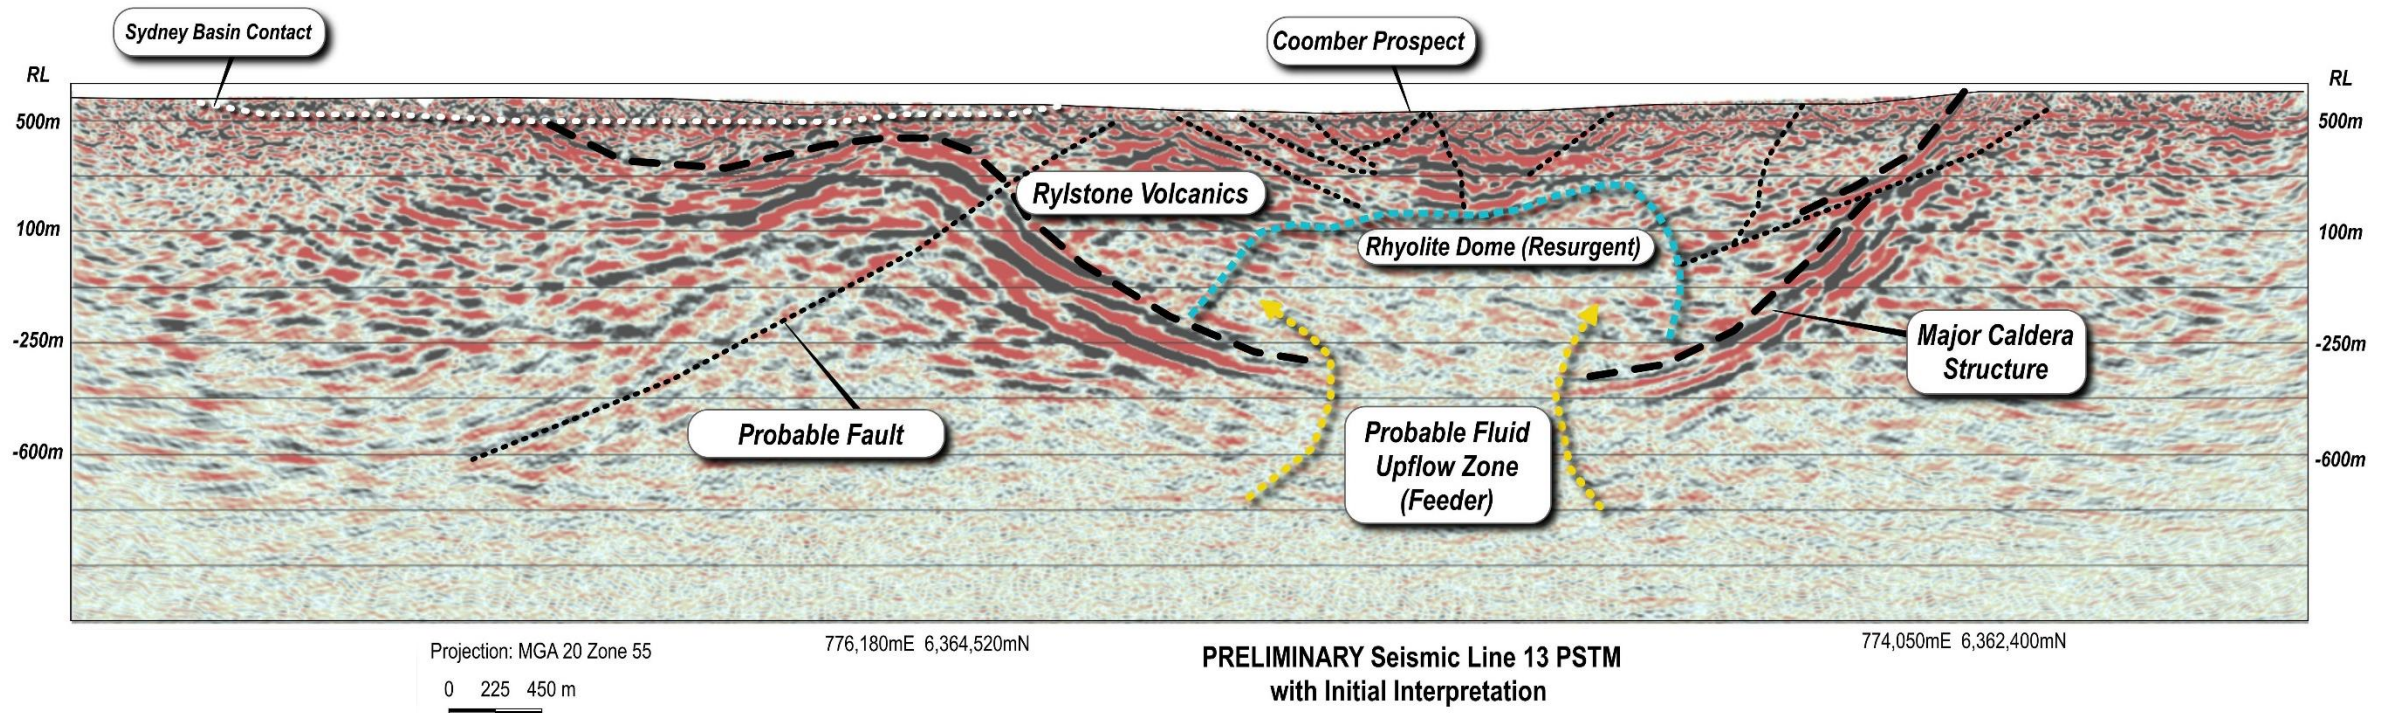 Sydney Basin Contact
Coomber Prospect
RL
RL
500m
500m
Rylstone Volcanics
100m
100m
Rhyolite Dome (Resurgent)
-250m
-250m
Major Caldera
Structure
Probable Fault
Probable Fluid
Upflow Zone
(Feeder)
-600m
-600m
776,180mE 6,364,520mN
774,050mE 6,362,400mN
Projection: MGA 20 Zone 55
PRELIMINARY Seismic Line 13 PSTM
with Initial Interpretation
0 225 450 m